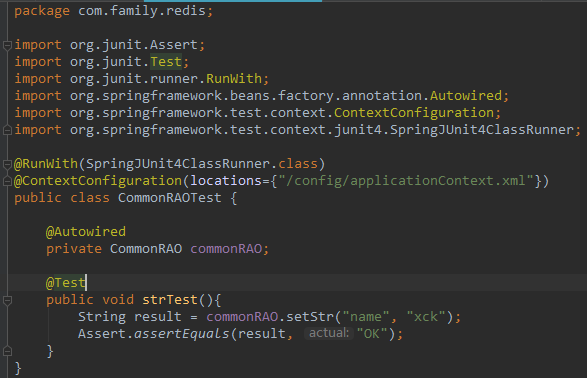 package com.family.redis;
import org.junit.Assert;
import org.junit.Test;
import org.junit.runner.RunWith;
import org.springframework.beans.factory.annotation.Autowired;
import org.springframework.test.context.ContextConfiguration;
import org.springframework.test.context.junit4.SpringJUnit4ClassRunner;
@RunWith(SpringJUnit4ClassRunner.class)
@ContextConfiguration(locations={"/config/applicationContext.xml"})
public class CommonRAOTest {
@Autowired
private CommonRAO commonRAO;
@Test
public void strTest(){
String result = commonRAO.setStr("name", "xck");
Assert.assertEquals(result, actual: "OK");
}
}